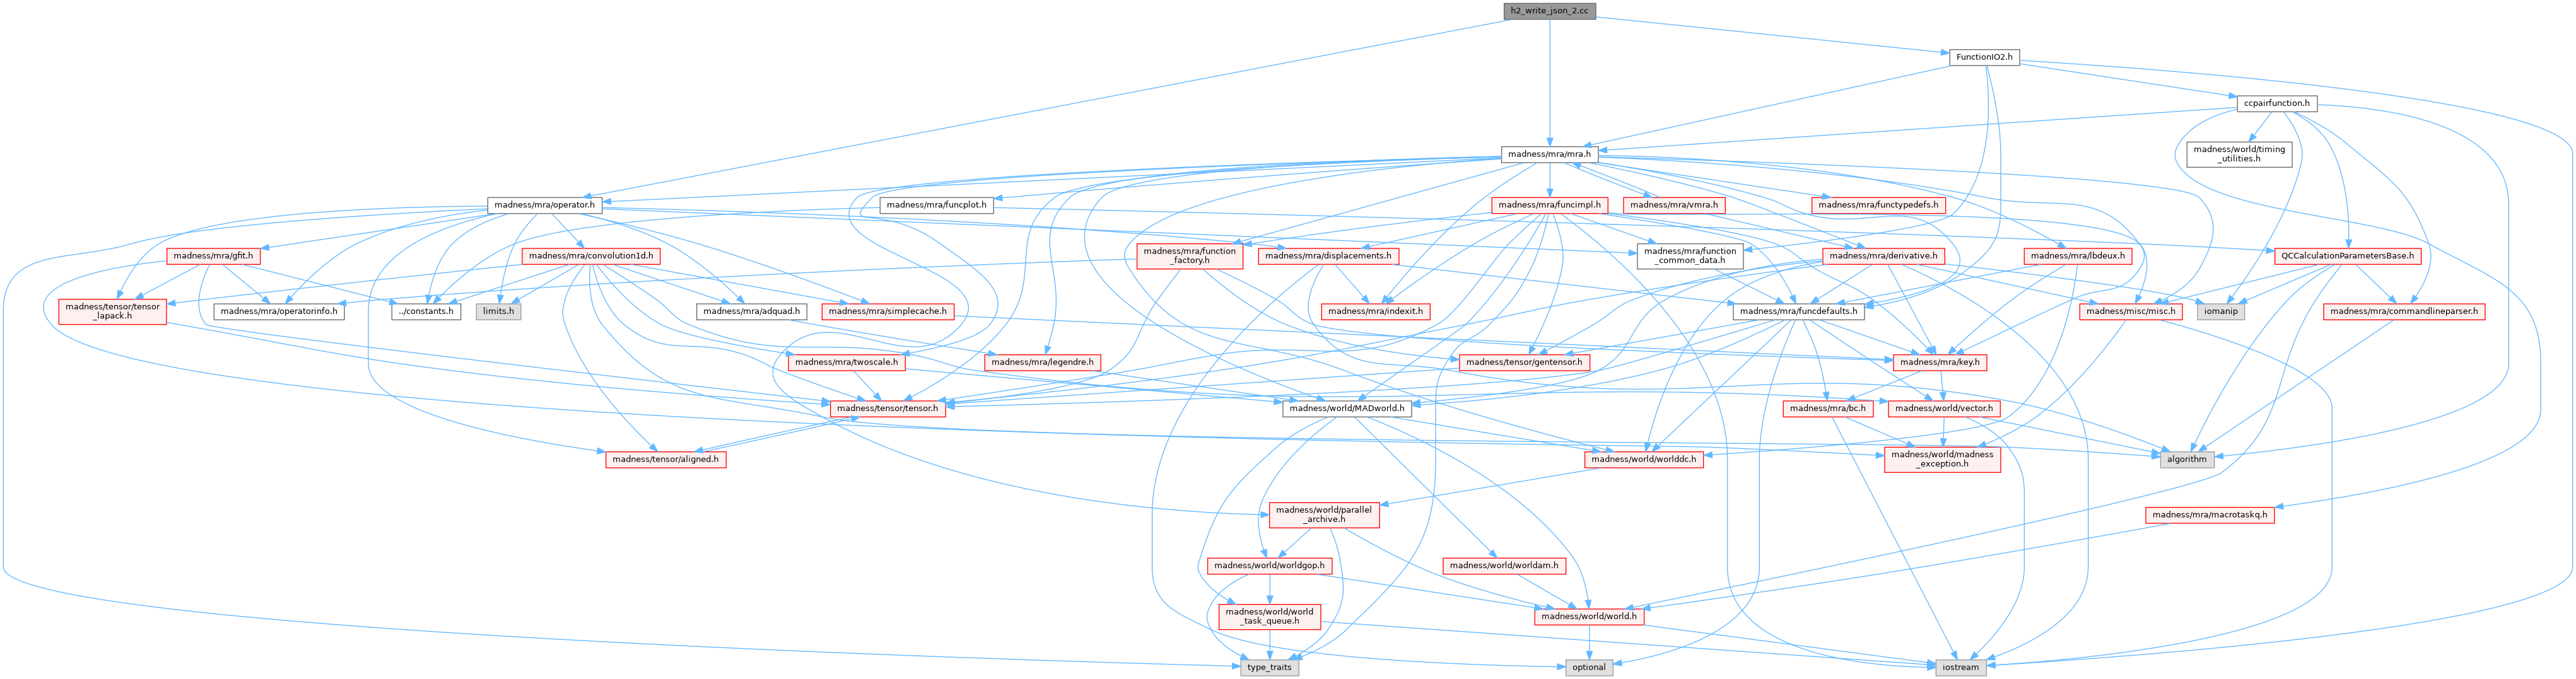 h2_write_json_2.cc
FunctionIO2.h
ccpairfunction.h
madness/mra/mra.h
madness/world/timing
_utilities.h
madness/mra/operator.h
madness/mra/funcplot.h
madness/mra/funcimpl.h
madness/mra/vmra.h
madness/mra/functypedefs.h
madness/mra/gfit.h
madness/mra/convolution1d.h
madness/mra/function
_factory.h
madness/mra/displacements.h
madness/mra/function
_common_data.h
madness/mra/derivative.h
madness/mra/lbdeux.h
QCCalculationParametersBase.h
madness/tensor/tensor
_lapack.h
madness/mra/operatorinfo.h
../constants.h
limits.h
madness/mra/adquad.h
madness/mra/simplecache.h
madness/mra/indexit.h
madness/mra/funcdefaults.h
madness/misc/misc.h
iomanip
madness/mra/commandlineparser.h
madness/mra/twoscale.h
madness/mra/legendre.h
madness/tensor/gentensor.h
madness/mra/key.h
madness/tensor/tensor.h
madness/world/MADworld.h
madness/mra/bc.h
madness/world/vector.h
madness/tensor/aligned.h
madness/world/worlddc.h
madness/world/madness
_exception.h
algorithm
madness/world/parallel
_archive.h
madness/mra/macrotaskq.h
madness/world/worldgop.h
madness/world/worldam.h
madness/world/world
_task_queue.h
madness/world/world.h
type_traits
optional
iostream